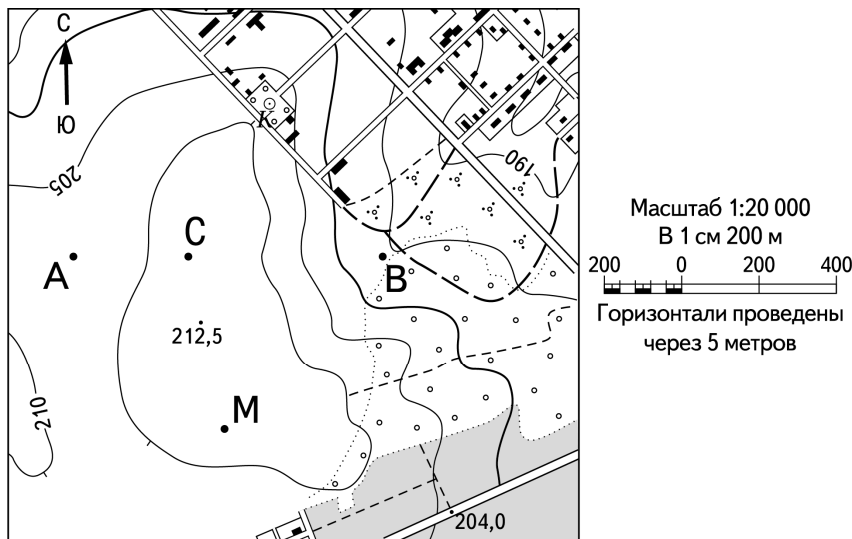 С
Ю
К
205
190
А
С
В
212,5
М
210
204,0
Масштаб 1:20 000
В 1 см 200 м
200 0 200 400
Горизонтали проведены
через 5 метров